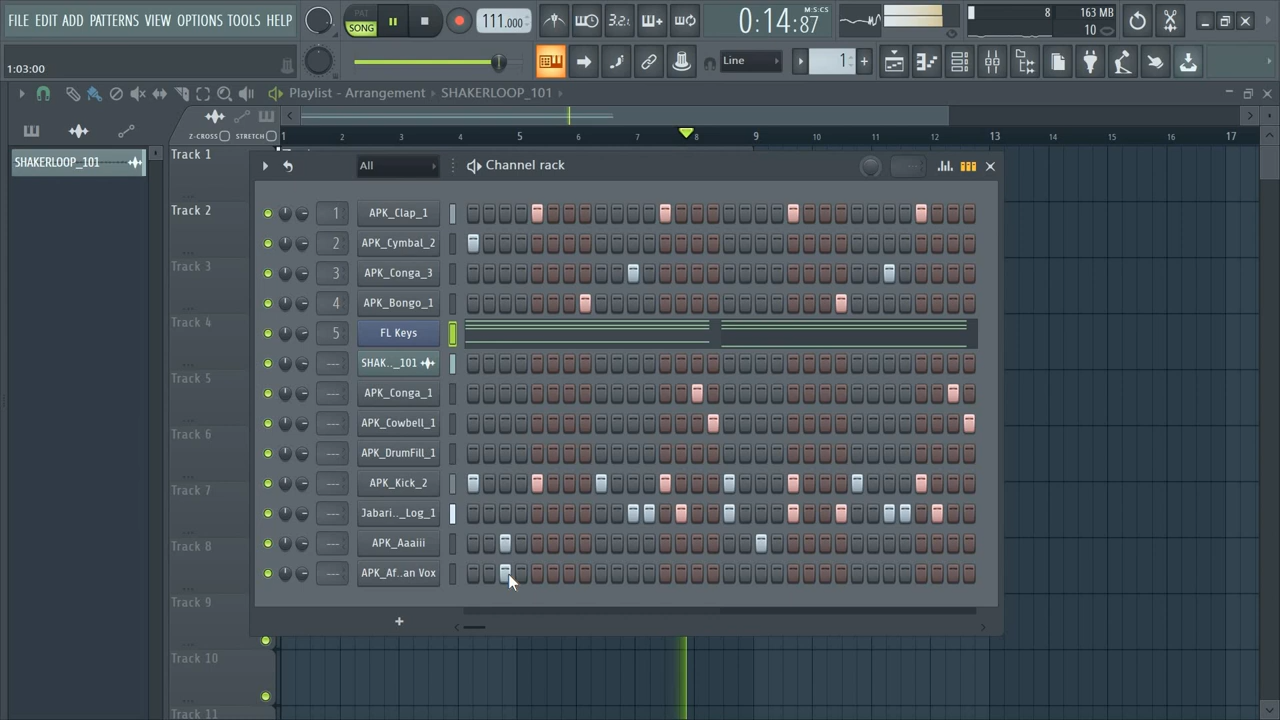 FILE EDIT ADD PATTERNS VIEW OPTIONS TOOLS HELP
PAT
SONG
111.000
3.2
0:14:87
M:S:CS
8
163 MB
10
1:03:00
Line
1
Playlist - Arrangement SHAKERLOOP_101
Z-CROSS STRETCH
1 2 3 4 5 6 7 8 9 10 11 12 13 14 15 16 17
SHAKERLOOP_101
Track 1
Track 2
Track 3
Track 4
Track 5
Track 6
Track 7
Track 8
Track 9
Track 10
Track 11
All
Channel rack
1 APK_Clap_1
2 APK_Cymbal_2
3 APK_Conga_3
4 APK_Bongo_1
5 FL Keys
--- SHAK.._101
--- APK_Conga_1
--- APK_Cowbell_1
--- APK_DrumFill_1
--- APK_Kick_2
--- Jabari.._Log_1
--- APK_Aaaiii
--- APK_Af..an Vox
+